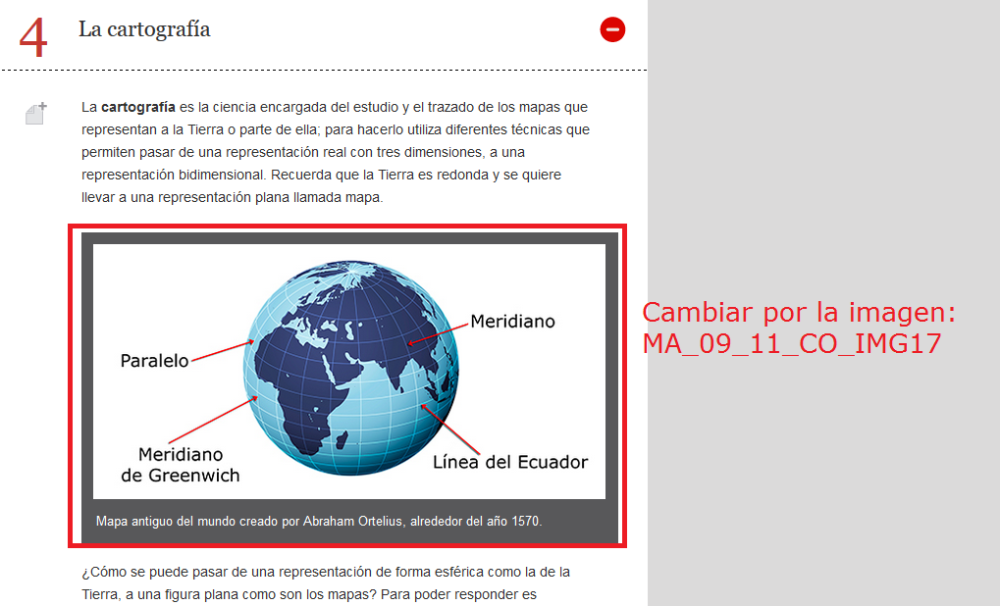 4 La cartografía
La cartografía es la ciencia encargada del estudio y el trazado de los mapas que
representan a la Tierra o parte de ella; para hacerlo utiliza diferentes técnicas que
permiten pasar de una representación real con tres dimensiones, a una
representación bidimensional. Recuerda que la Tierra es redonda y se quiere
llevar a una representación plana llamada mapa.
Meridiano
Paralelo
Meridiano
de Greenwich
Línea del Ecuador
Mapa antiguo del mundo creado por Abraham Ortelius, alrededor del año 1570.
Cambiar por la imagen:
MA_09_11_CO_IMG17
¿Cómo se puede pasar de una representación de forma esférica como la de la
Tierra, a una figura plana como son los mapas? Para poder responder es